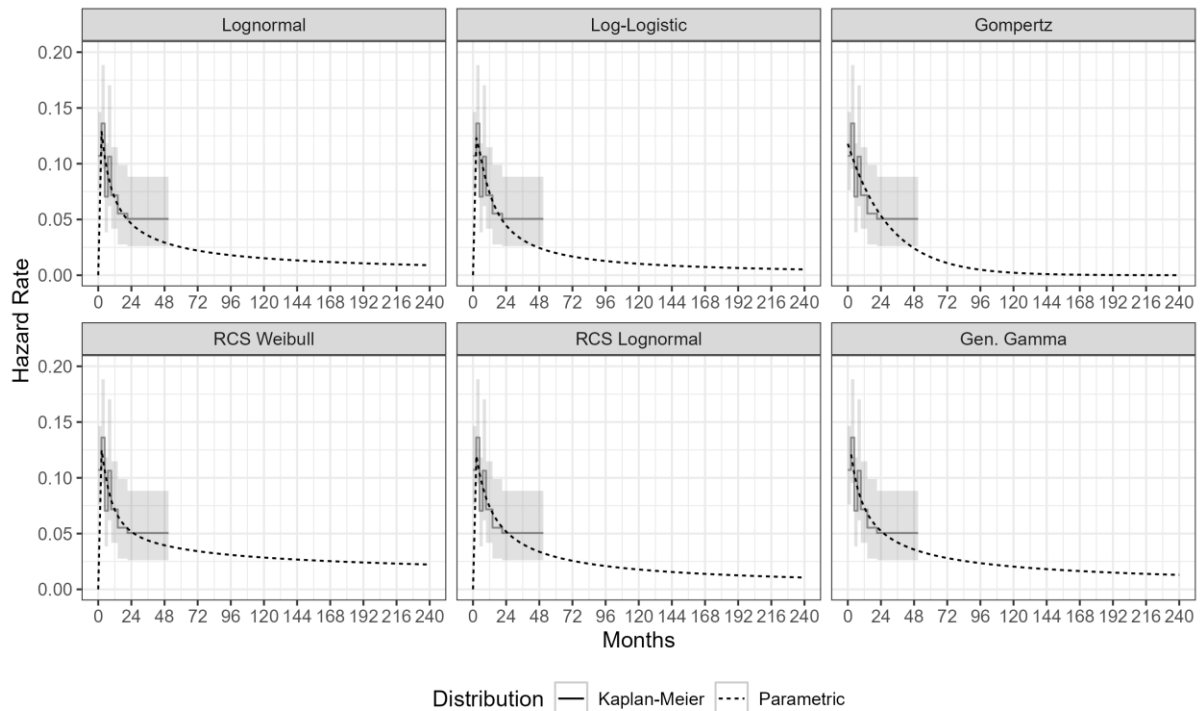 Lognormal
Log-Logistic
Gompertz
0.20
0.15
0.10
0.05
0.00
0 24 48 72 96 120 144 168 192 216 240
0 24 48 72 96 120 144 168 192 216 240
0 24 48 72 96 120 144 168 192 216 240
Hazard Rate
RCS Weibull
RCS Lognormal
Gen. Gamma
0.20
0.15
0.10
0.05
0.00
0 24 48 72 96 120 144 168 192 216 240
0 24 48 72 96 120 144 168 192 216 240
0 24 48 72 96 120 144 168 192 216 240
Months
Distribution Kaplan-Meier Parametric